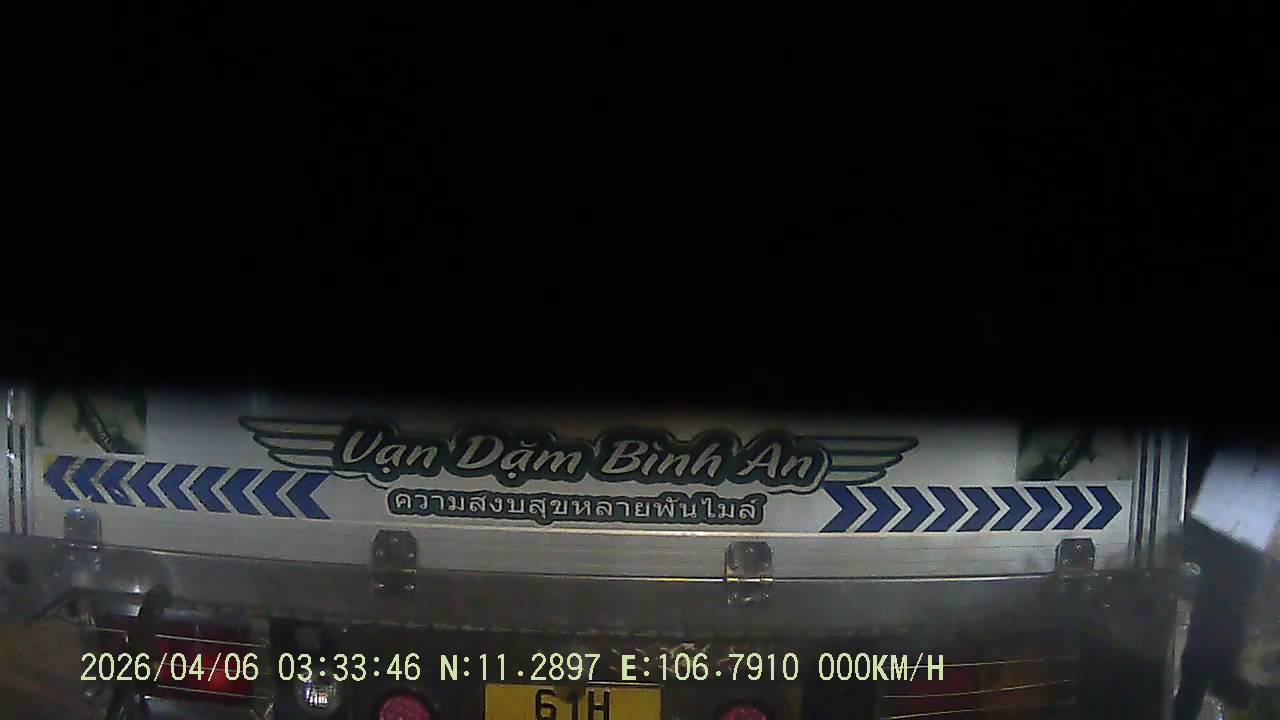 Vạn Dặm Bình An
ความสงบสุขหลายพันไมล์
61H
2026/04/06 03:33:46 N:11.2897 E:106.7910 000KM/H